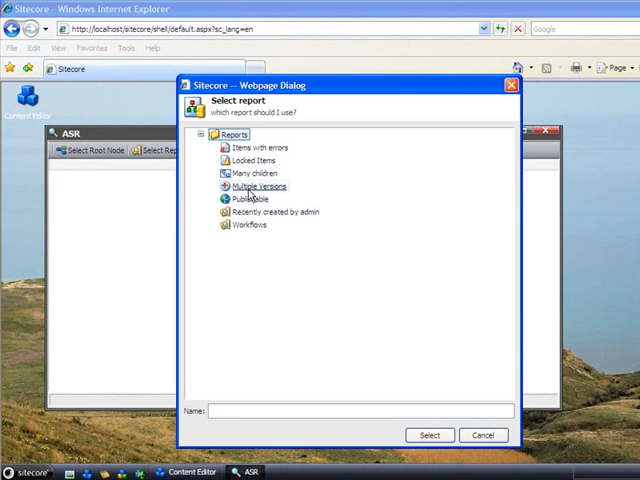 Sitecore - Windows Internet Explorer
http://localhost/sitecore/shell/default.aspx?sc_lang=en
Google
File Edit View Favorites Tools Help
Sitecore
Page
Content Editor
ASR
Select Root Node
Select Rep
Sitecore -- Webpage Dialog
Select report
which report should I use?
Reports
Items with errors
Locked Items
Many children
Multiple Versions
Recently created by admin
Workflows
Name:
Select
Cancel
sitecore
Content Editor
ASR